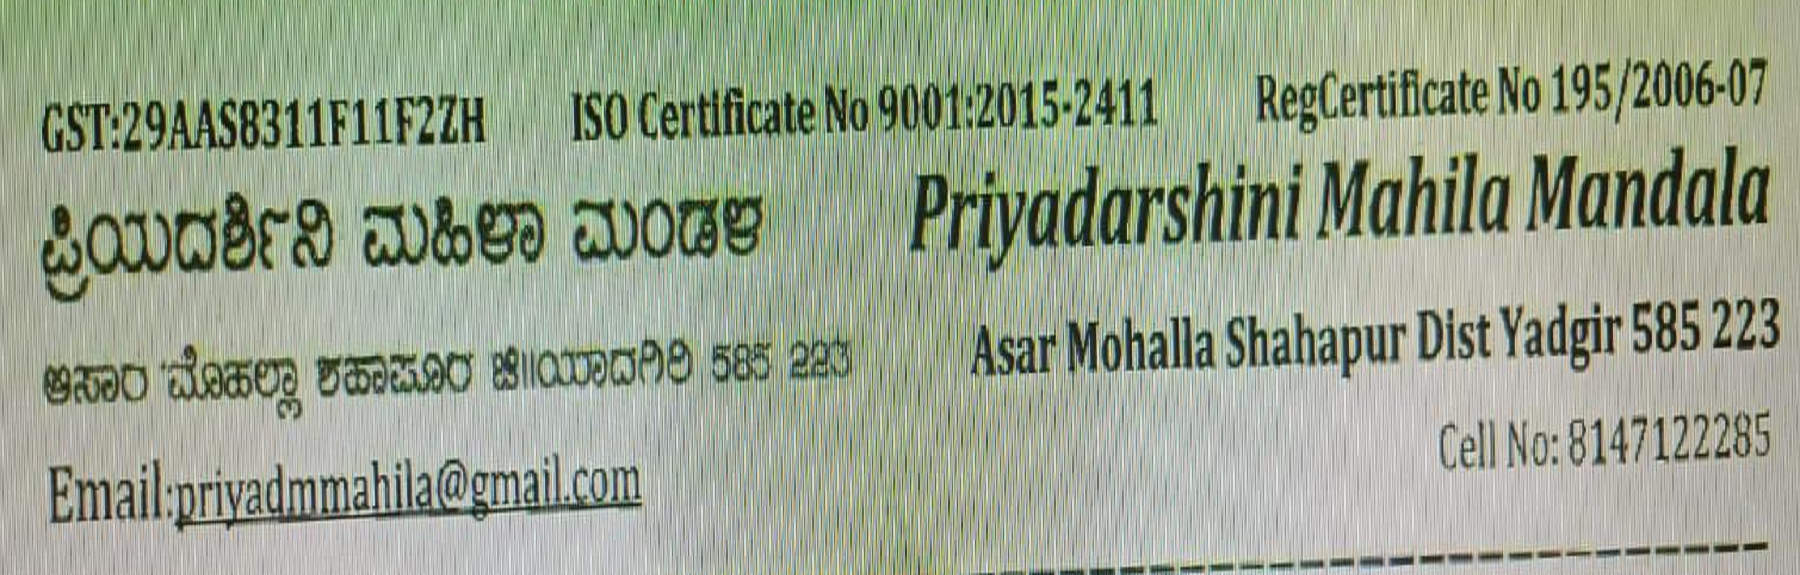 GST:29AAS8311F11F2ZH ISO Certificate No 9001:2015-2411 RegCertificate No 195/2006-07
ಪ್ರಿಯದರ್ಶಿನಿ ಮಹಿಳಾ ಮಂಡಳ Priyadarshini Mahila Mandala
ಆಸಾರ ಮೊಹಲ್ಲಾ ಶಹಾಪೂರ ಜಿ॥ಯಾದಗಿರಿ 585 223 Asar Mohalla Shahapur Dist Yadgir 585 223
Cell No: 8147122285
Email:priyadmmahila@gmail.com